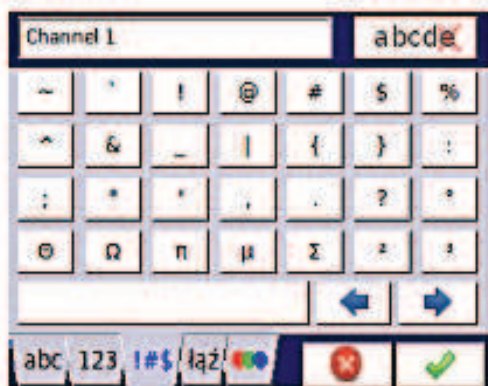 Channel 1 abcde
~ ` ! @ # $ %
^ & _ | { } :
; " ' , . ? °
Θ Ω π µ Σ ² ³
abc 123 !#$ łąź